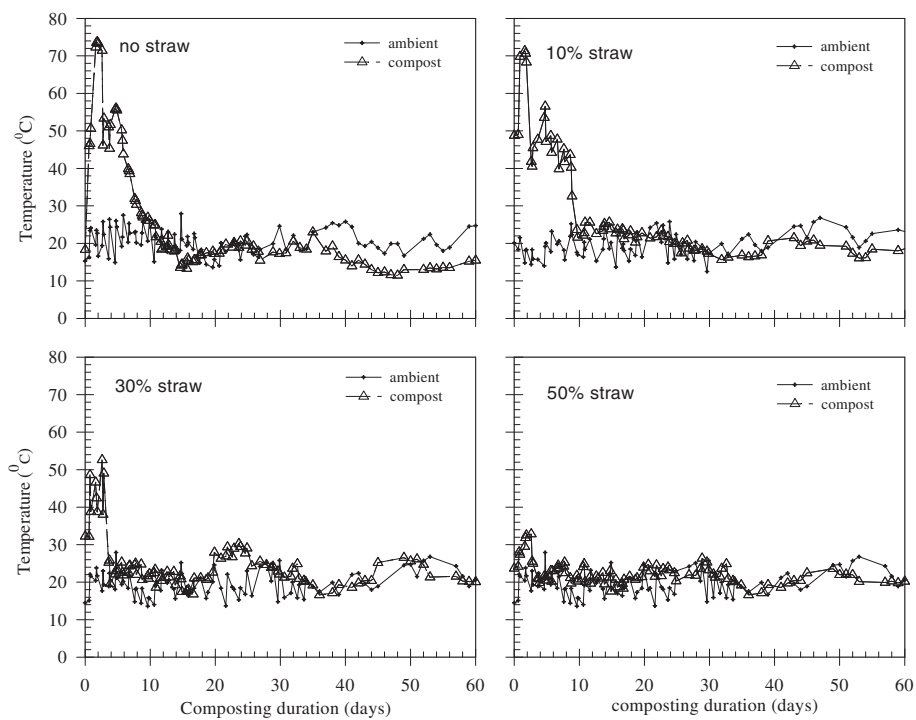 80
70
60
50
40
30
20
10
0
Temperature (⁰C)
no straw
ambient
compost
10% straw
ambient
compost
80
70
60
50
40
30
20
10
0
Temperature (⁰C)
30% straw
ambient
compost
50% straw
ambient
compost
0 10 20 30 40 50 60
0 10 20 30 40 50 60
Composting duration (days)
composting duration (days)